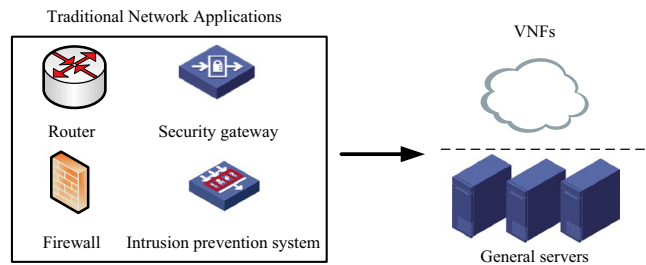 Traditional Network Applications
VNFs
Router
Security gateway
Firewall
Intrusion prevention system
General servers